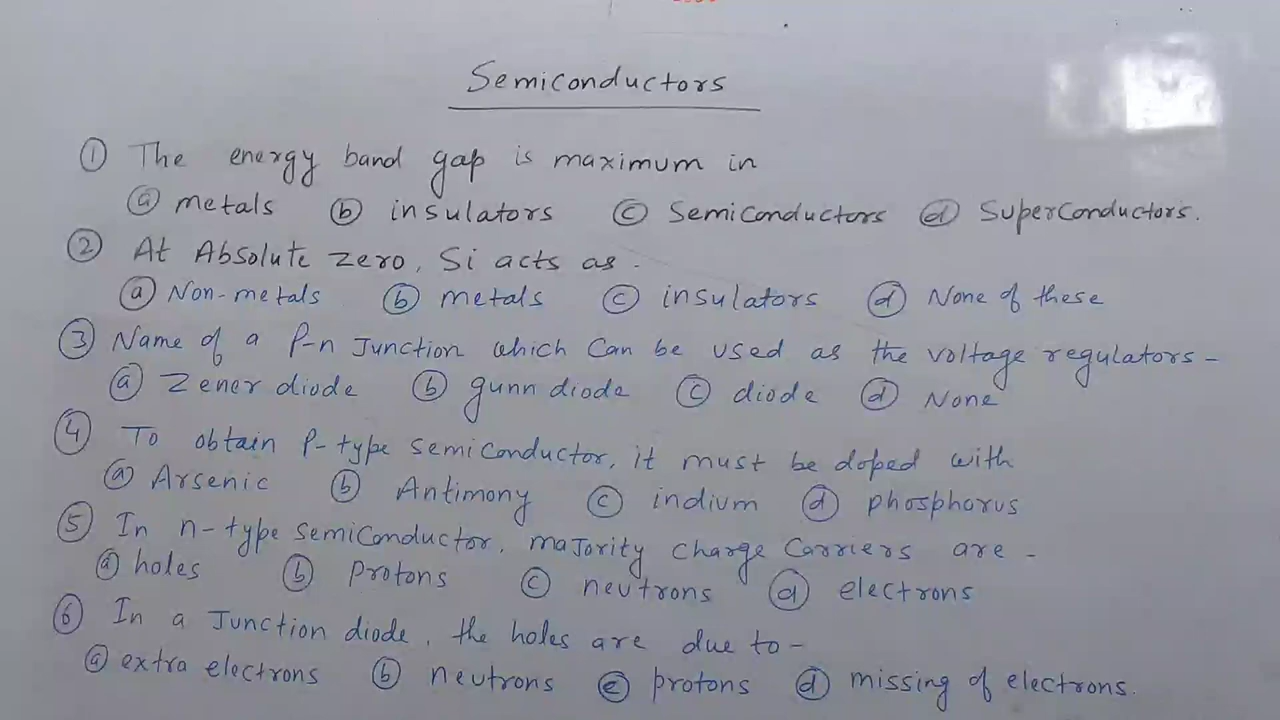 Semiconductors
① The energy band gap is maximum in
ⓐ metals ⓑ insulators ⓒ Semiconductors ⓓ Superconductors.
② At Absolute zero, Si acts as -
ⓐ Non-metals ⓑ metals ⓒ insulators ⓓ None of these
③ Name of a P-n Junction which Can be used as the voltage regulators -
ⓐ Zener diode ⓑ gunn diode ⓒ diode ⓓ None
④ To obtain P-type semiconductor, it must be doped with
ⓐ Arsenic ⓑ Antimony ⓒ indium ⓓ phosphorus
⑤ In n-type semiconductor, majority charge Carriers are -
ⓐ holes ⓑ Protons ⓒ neutrons ⓓ electrons
⑥ In a Junction diode, the holes are due to -
ⓐ extra electrons ⓑ neutrons ⓒ protons ⓓ missing of electrons.